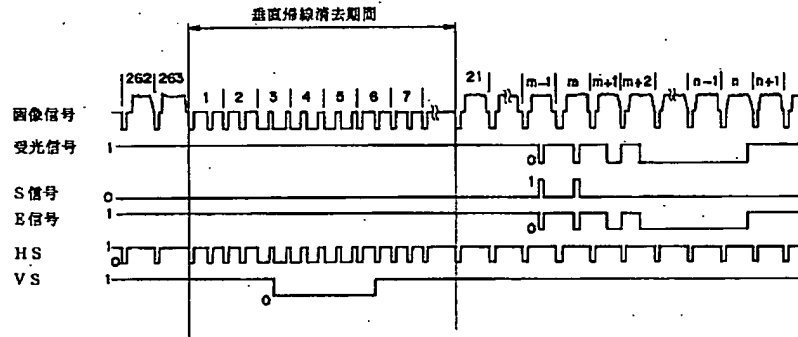 垂直帰線消去期間
262 263 1 2 3 4 5 6 7 21 m-1 m m+1 m+2 n-1 n n+1
画像信号
受光信号 1 0
S信号 0 1
E信号 1 0
HS 1 0
VS 1 0